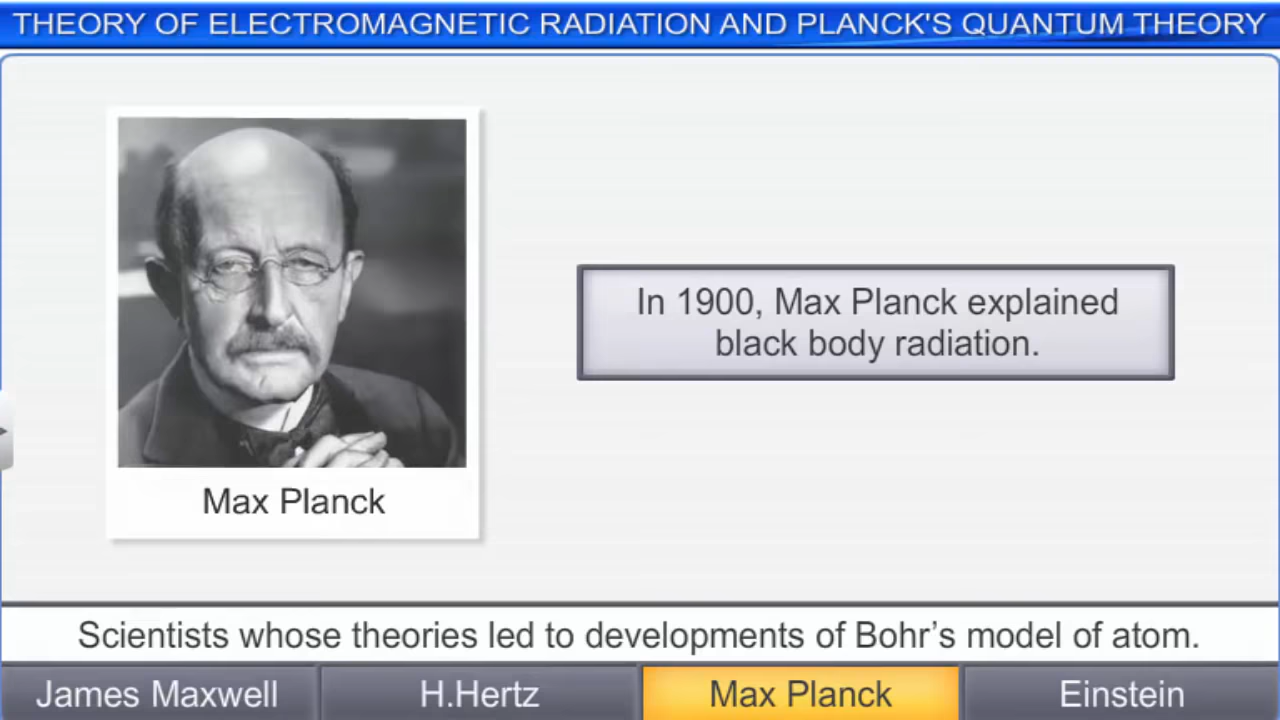 THEORY OF ELECTROMAGNETIC RADIATION AND PLANCK'S QUANTUM THEORY
In 1900, Max Planck explained
black body radiation.
Max Planck
Scientists whose theories led to developments of Bohr’s model of atom.
James Maxwell
H.Hertz
Max Planck
Einstein